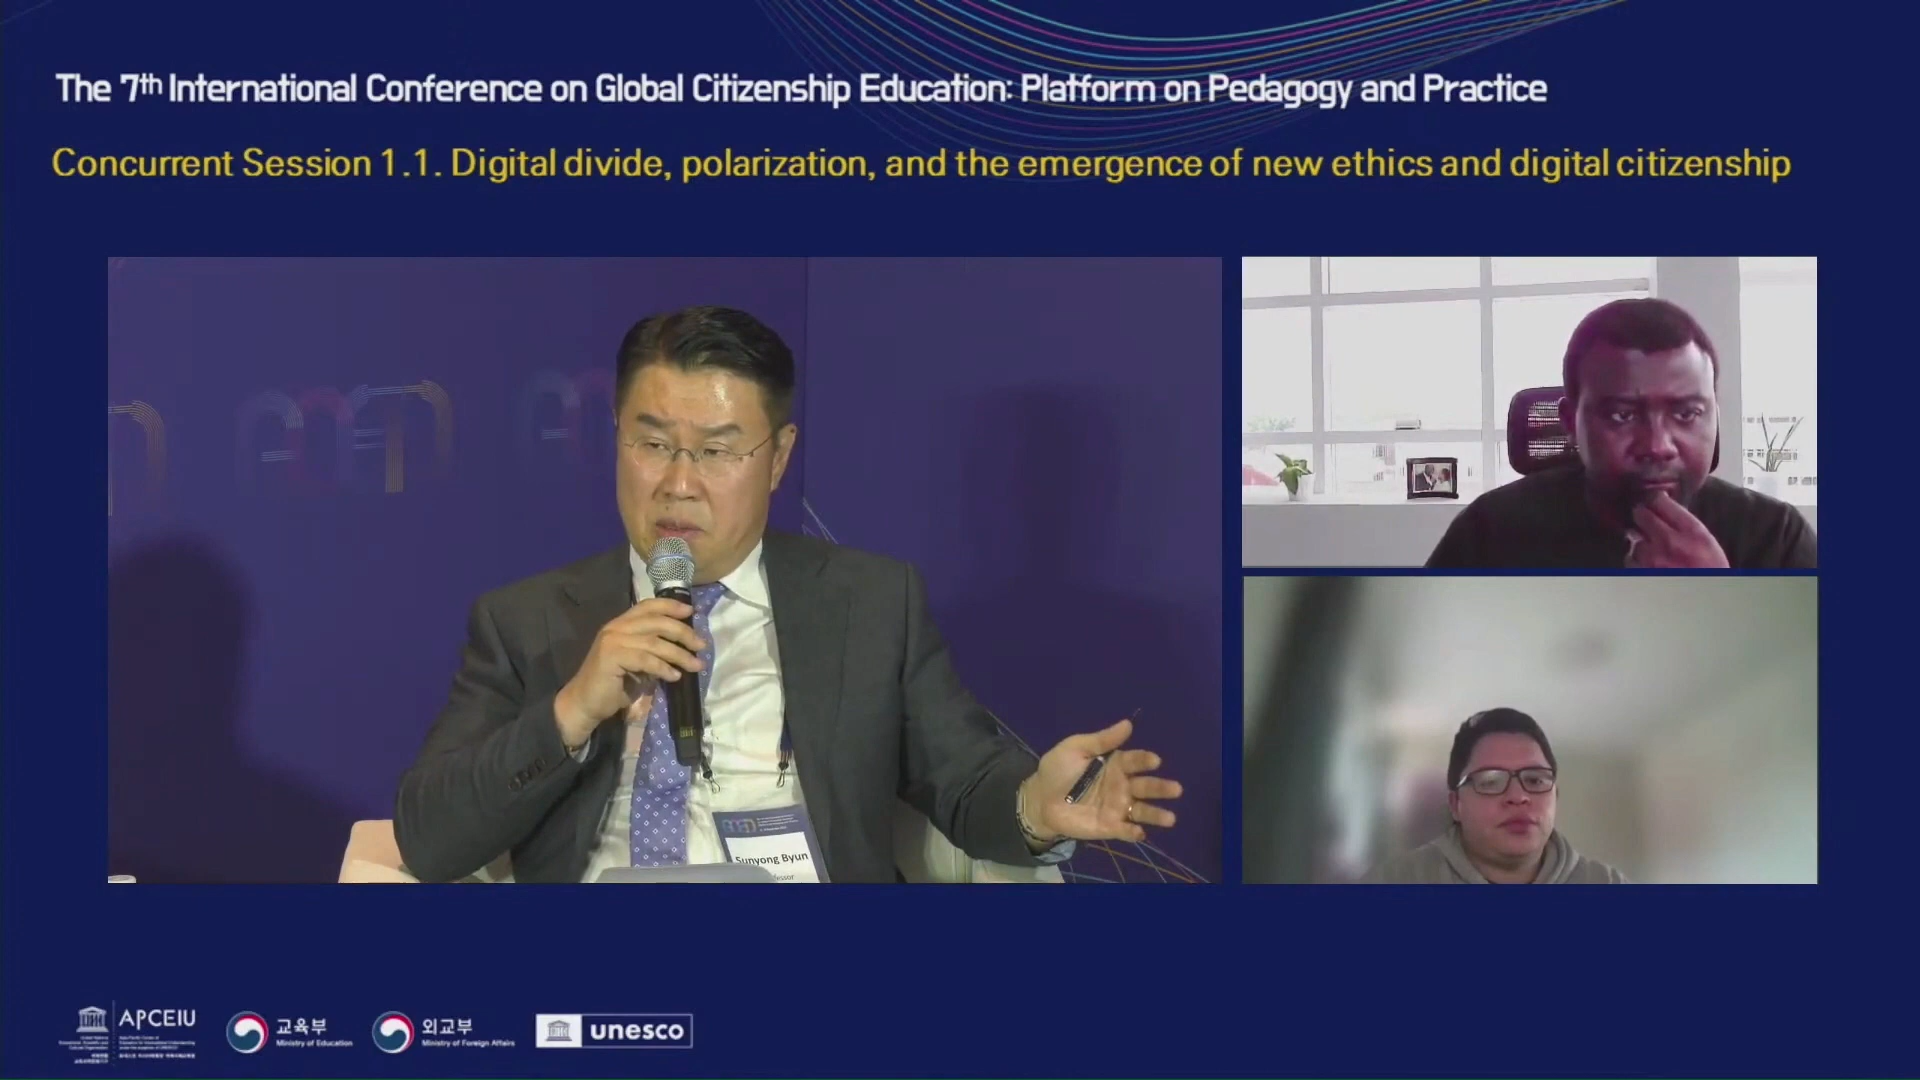 The 7th International Conference on Global Citizenship Education: Platform on Pedagogy and Practice
Concurrent Session 1.1. Digital divide, polarization, and the emergence of new ethics and digital citizenship
Sunyong Byun
APCEIU
교육부
Ministry of Education
외교부
Ministry of Foreign Affairs
unesco